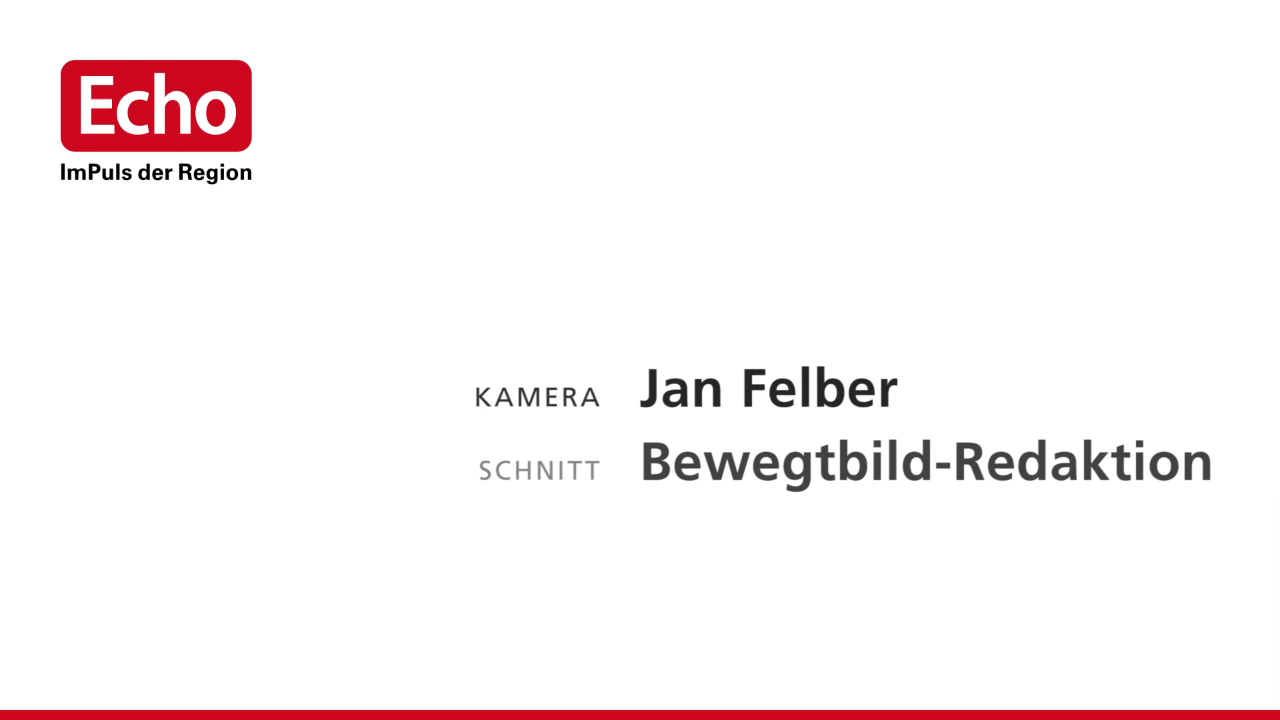 Echo
ImPuls der Region
KAMERA Jan Felber
SCHNITT Bewegtbild-Redaktion